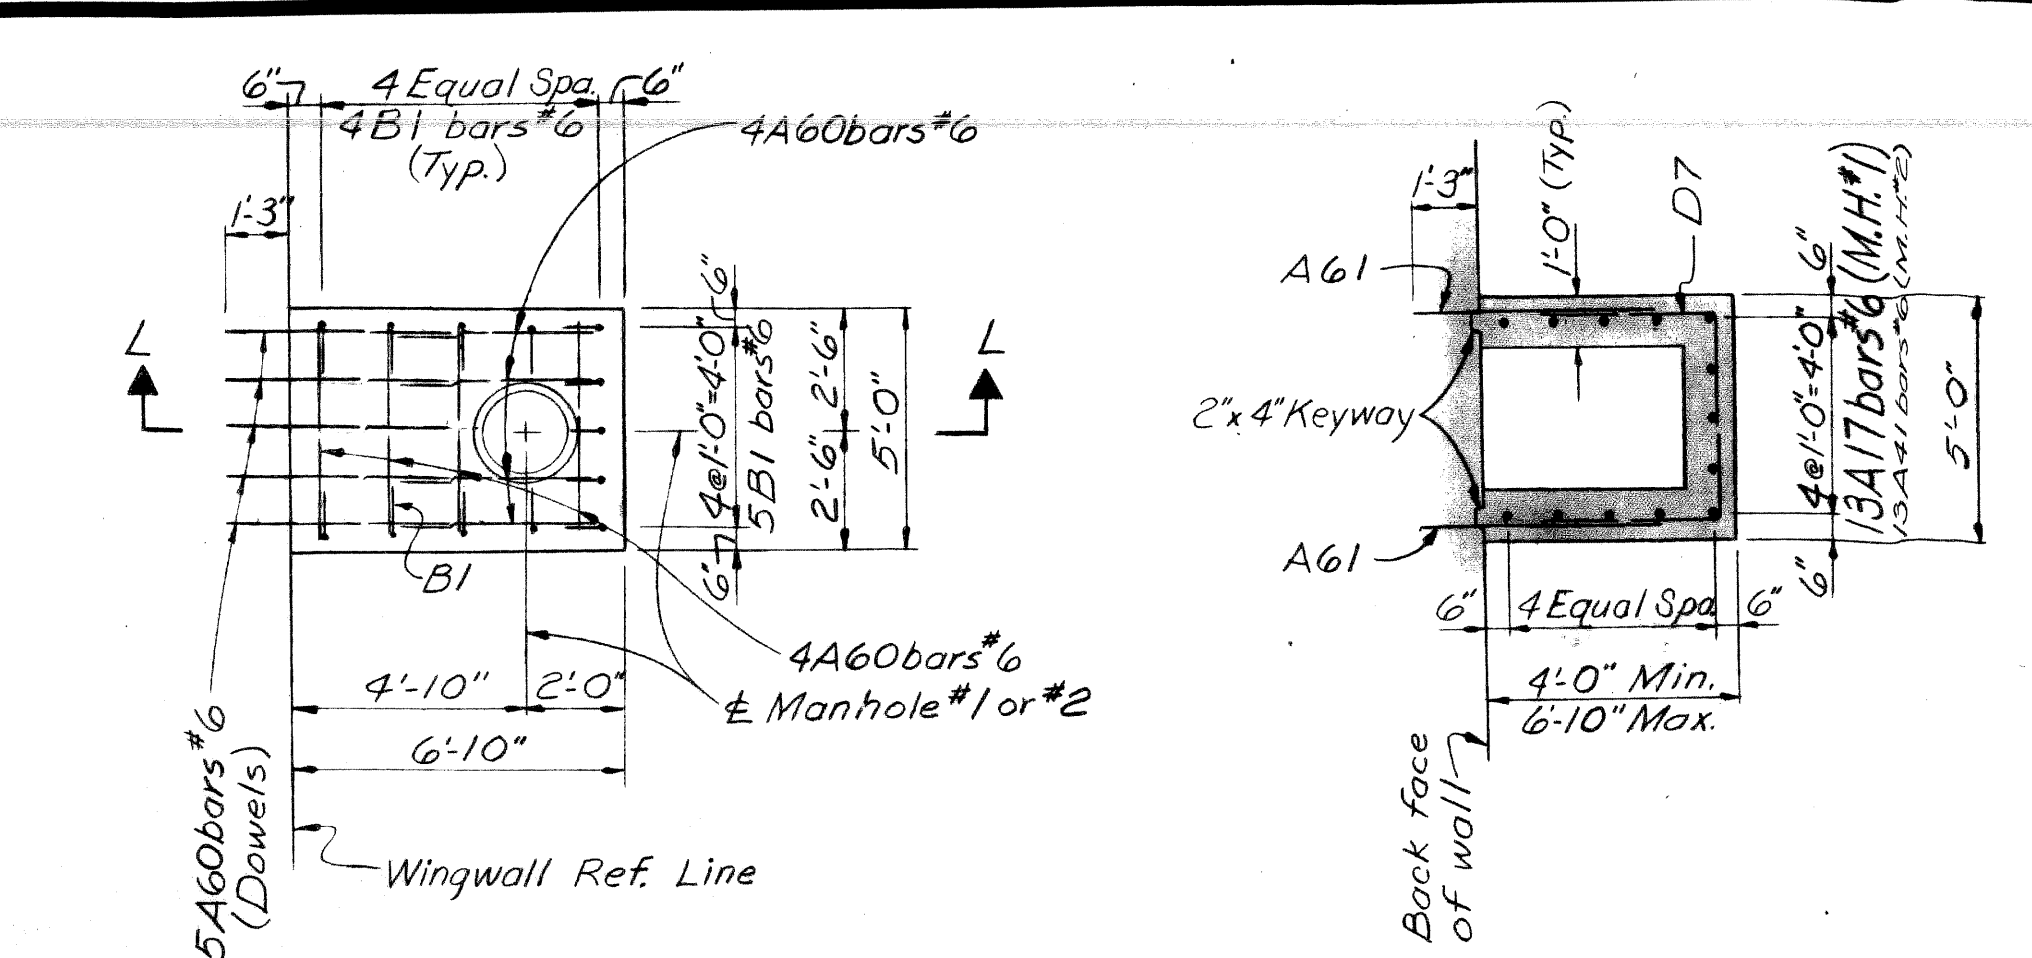 6" 4 Equal Spa. 6"
4B1 bars #6
(Typ.)
4A60bars #6
1'-3"
L
L
6"
4@1'-0"=4'-0"
6"
5B1 bars #6
2'-6"
2'-6"
5'-0"
B1
4A60bars #6
℄ Manhole #1 or #2
4'-10" 2'-0"
6'-10"
5A60bars #6
(Dowels)
Wingwall Ref. Line
1'-3"
1'-0" (Typ.)
D7
A61
2" x 4" Keyway
A61
6"
4@1'-0"=4'-0"
6"
13A17bars #6 (M.H.#1)
13A41bars #6 (M.H.#2)
5'-0"
6" 4 Equal Spa. 6"
4'-0" Min.
6'-10" Max.
Back face
of wall